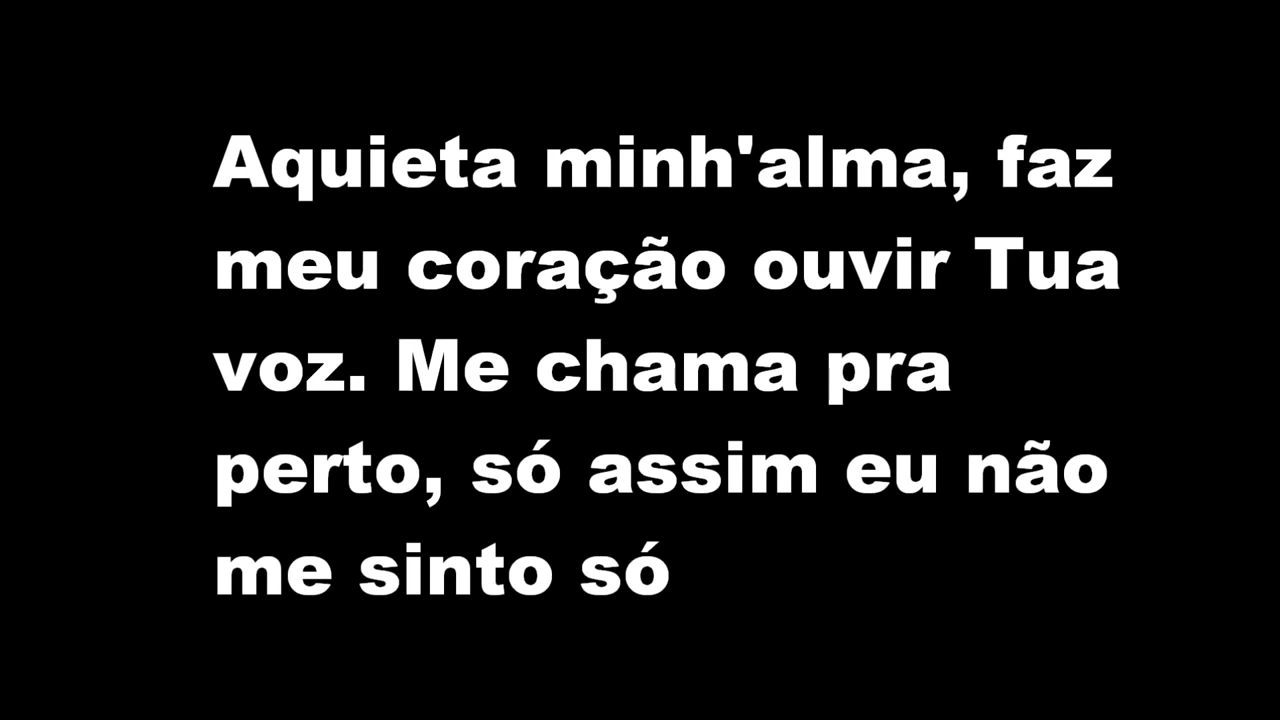 Aquieta minh'alma, faz
meu coração ouvir Tua
voz. Me chama pra
perto, só assim eu não
me sinto só